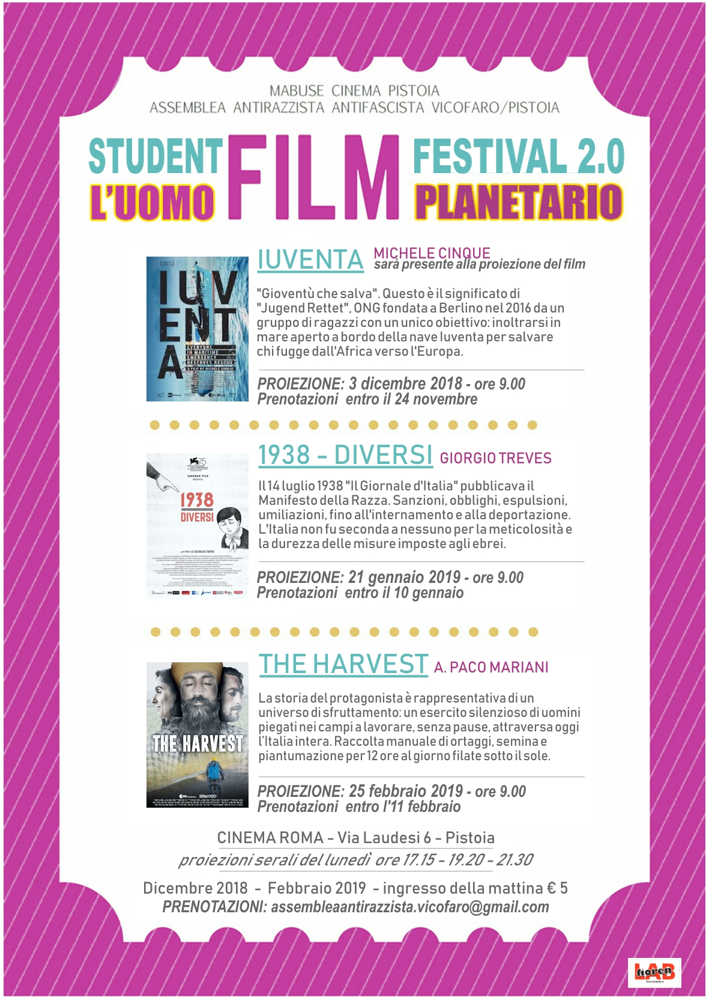 MABUSE CINEMA PISTOIA
ASSEMBLEA ANTIRAZZISTA ANTIFASCISTA VICOFARO/PISTOIA
STUDENT FILM FESTIVAL 2.0
L'UOMO PLANETARIO
IUVENTA MICHELE CINQUE
sarà presente alla proiezione del film
"Gioventù che salva". Questo è il significato di
"Jugend Rettet", ONG fondata a Berlino nel 2016 da un
gruppo di ragazzi con un unico obiettivo: inoltrarsi in
mare aperto a bordo della nave Iuventa per salvare
chi fugge dall'Africa verso l'Europa.
PROIEZIONE: 3 dicembre 2018 - ore 9.00
Prenotazioni entro il 24 novembre
IUV
ENT
A
EVERYONE
IN MARITIME
EMERGENCY
DESERVES RESCUE
A FILM BY MICHELE CINQUE
1938 - DIVERSI GIORGIO TREVES
Il 14 luglio 1938 "Il Giornale d'Italia" pubblicava il
Manifesto della Razza. Sanzioni, obblighi, espulsioni,
umiliazioni, fino all'internamento e alla deportazione.
L'Italia non fu seconda a nessuno per la meticolosità e
la durezza delle misure imposte agli ebrei.
PROIEZIONE: 21 gennaio 2019 - ore 9.00
Prenotazioni entro il 10 gennaio
75
TANGRAM FILM
PRESENTA
1938
DIVERSI
un film di GIORGIO TREVES
sky
THE HARVEST A. PACO MARIANI
La storia del protagonista è rappresentativa di un
universo di sfruttamento: un esercito silenzioso di uomini
piegati nei campi a lavorare, senza pause, attraversa oggi
l'Italia intera. Raccolta manuale di ortaggi, semina e
piantumazione per 12 ore al giorno filate sotto il sole.
PROIEZIONE: 25 febbraio 2019 - ore 9.00
Prenotazioni entro l'11 febbraio
THE HARVEST
CINEMA ROMA - Via Laudesi 6 - Pistoia
proiezioni serali del lunedì ore 17.15 - 19.20 - 21.30
Dicembre 2018 - Febbraio 2019 - ingresso della mattina € 5
PRENOTAZIONI: assembleaantirazzista.vicofaro@gmail.com
fioren
LAB